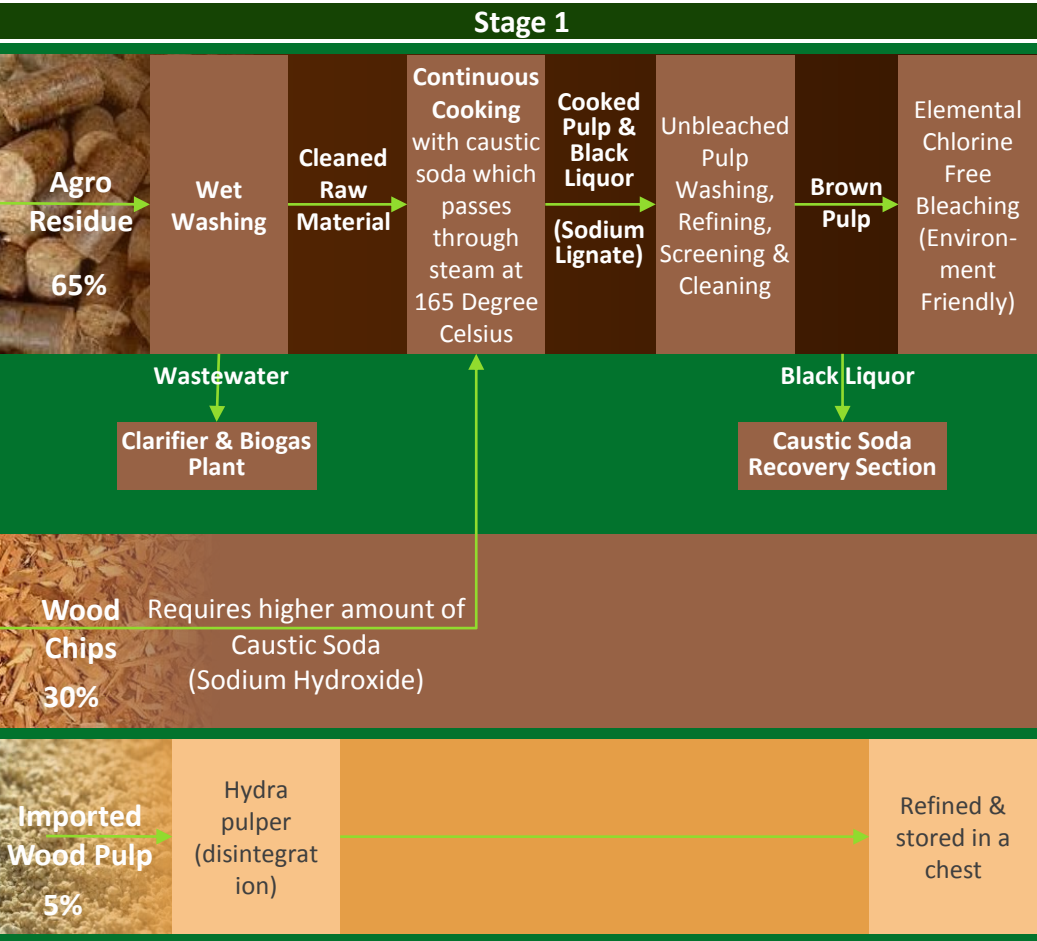 Stage 1
Agro
Residue
65%
Wet
Washing
Cleaned
Raw
Material
Continuous
Cooking
with caustic
soda which
passes
through
steam at
165 Degree
Celsius
Cooked
Pulp &
Black
Liquor
(Sodium
Lignate)
Unbleached
Pulp
Washing,
Refining,
Screening &
Cleaning
Brown
Pulp
Elemental
Chlorine
Free
Bleaching
(Environ-
ment
Friendly)
Wastewater
Black Liquor
Clarifier & Biogas
Plant
Caustic Soda
Recovery Section
Wood
Chips
30%
Requires higher amount of
Caustic Soda
(Sodium Hydroxide)
Imported
Wood Pulp
5%
Hydra
pulper
(disintegrat
ion)
Refined &
stored in a
chest